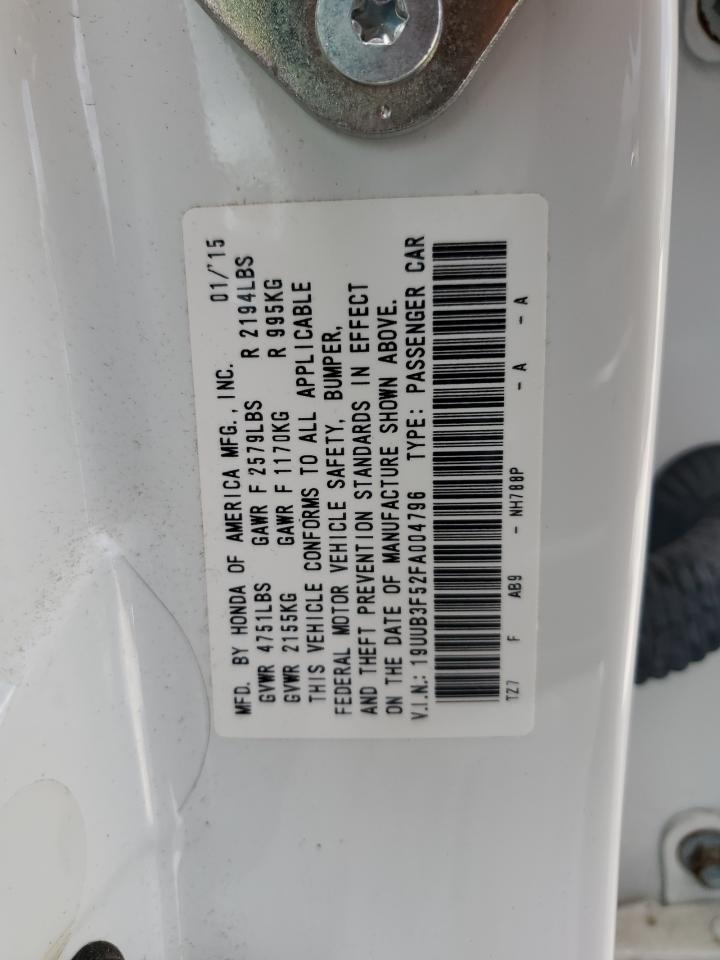 MFD. BY HONDA OF AMERICA MFG., INC. 01/'15
GVWR 4751LBS GAWR F 2579LBS R 2194LBS
GVWR 2155KG GAWR F 1170KG R 995KG
THIS VEHICLE CONFORMS TO ALL APPLICABLE
FEDERAL MOTOR VEHICLE SAFETY, BUMPER,
AND THEFT PREVENTION STANDARDS IN EFFECT
ON THE DATE OF MANUFACTURE SHOWN ABOVE.
V.I.N.: 19UUB3F52FA004796 TYPE: PASSENGER CAR
TZ7 F AB9 - NH788P - A - A